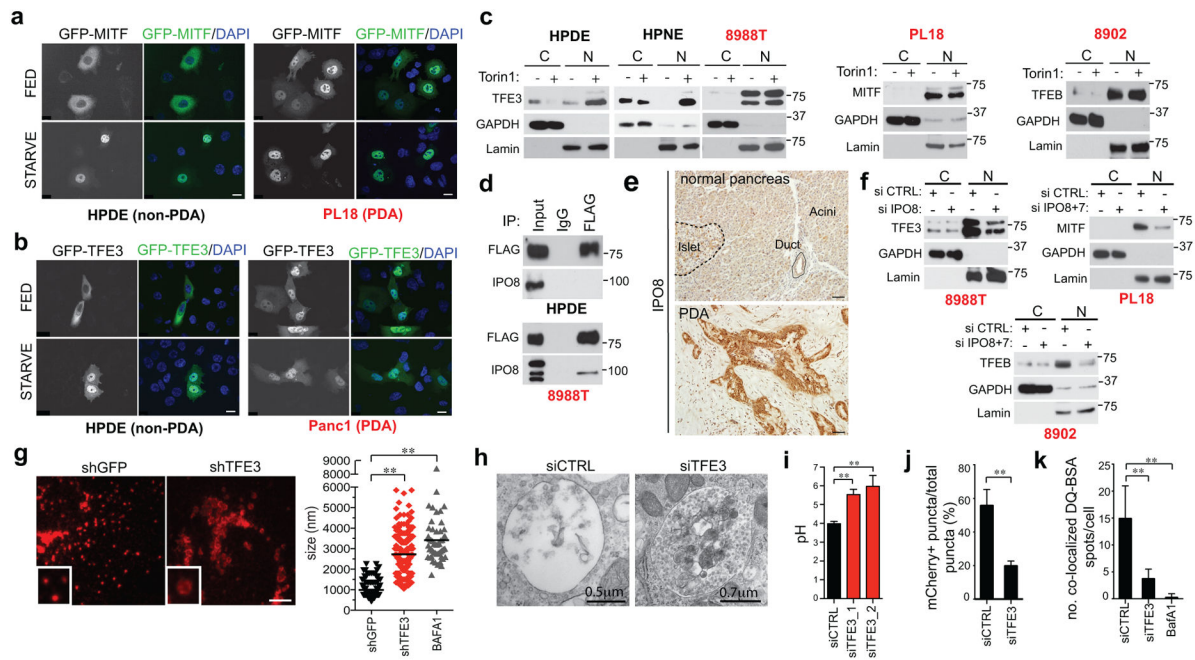 a
GFP-MITF GFP-MITF/DAPI GFP-MITF GFP-MITF/DAPI
FED
STARVE
HPDE (non-PDA) PL18 (PDA)
b
GFP-TFE3 GFP-TFE3/DAPI GFP-TFE3 GFP-TFE3/DAPI
FED
STARVE
HPDE (non-PDA) Panc1 (PDA)
c
HPDE HPNE 8988T
C N C N C N
Torin1: - + - + - + - + - + - +
TFE3 -75
GAPDH -37
Lamin -75
PL18
C N
Torin1: - + - +
MITF -75
GAPDH -37
Lamin -75
8902
C N
Torin1: - + - +
TFEB -75
GAPDH -37
Lamin -75
d
IP: Input IgG FLAG
FLAG -75
IPO8 -100
HPDE
FLAG -75
IPO8 -100
8988T
e
IPO8
normal pancreas
Acini
Islet
Duct
PDA
f
C N
si CTRL: + - + -
si IPO8: - + - +
TFE3 -75
GAPDH -37
Lamin -75
8988T
C N
si CTRL: + - + -
si IPO8+7: - + - +
MITF -75
GAPDH -37
Lamin -75
PL18
C N
si CTRL: + - + -
si IPO8+7: - + - +
TFEB -75
GAPDH -37
Lamin -75
8902
g
shGFP shTFE3
size (nm)
9000
8000
7000
6000
5000
4000
3000
2000
1000
0
** **
shGFP shTFE3 BAFA1
h
siCTRL siTFE3
0.5μm 0.7μm
i
pH
8
6
4
2
0
** **
siCTRL siTFE3_1 siTFE3_2
j
mCherry+ puncta/total
puncta (%)
80
60
40
20
0
**
siCTRL siTFE3
k
no. co-localized DQ-BSA
spots/cell
25
20
15
10
5
0
** **
siCTRL siTFE3 BafA1